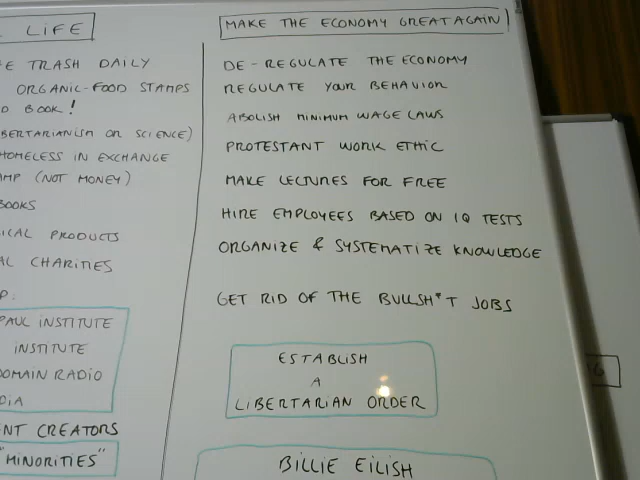 LIFE
TRASH DAILY
ORGANIC-FOOD STAMPS
BOOK!
LIBERTARIANISM OR SCIENCE)
HOMELESS IN EXCHANGE
(NOT MONEY)
BOOKS
PRODUCTS
CHARITIES
PAUL INSTITUTE
INSTITUTE
DOMAIN RADIO
CREATORS
"MINORITIES"
MAKE THE ECONOMY GREAT AGAIN
DE-REGULATE THE ECONOMY
REGULATE YOUR BEHAVIOR
ABOLISH MINIMUM WAGE LAWS
PROTESTANT WORK ETHIC
MAKE LECTURES FOR FREE
HIRE EMPLOYEES BASED ON IQ TESTS
ORGANIZE & SYSTEMATIZE KNOWLEDGE
GET RID OF THE BULLSH*T JOBS
ESTABLISH
A
LIBERTARIAN ORDER
BILLIE EILISH